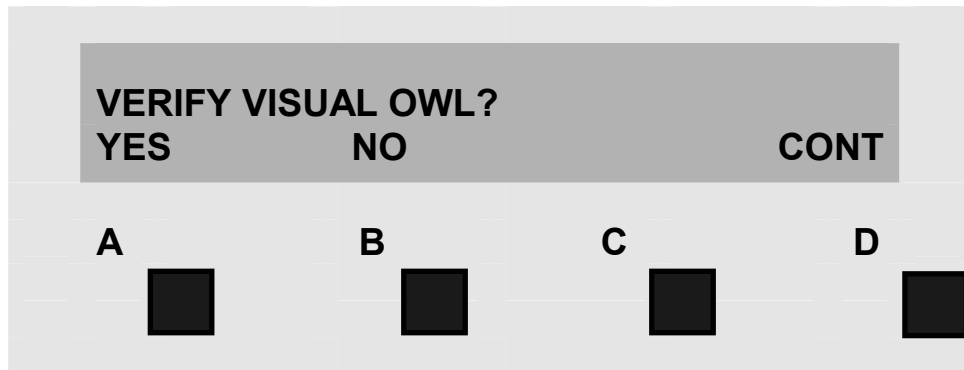 VERIFY VISUAL OWL?
YES NO CONT
A B C D